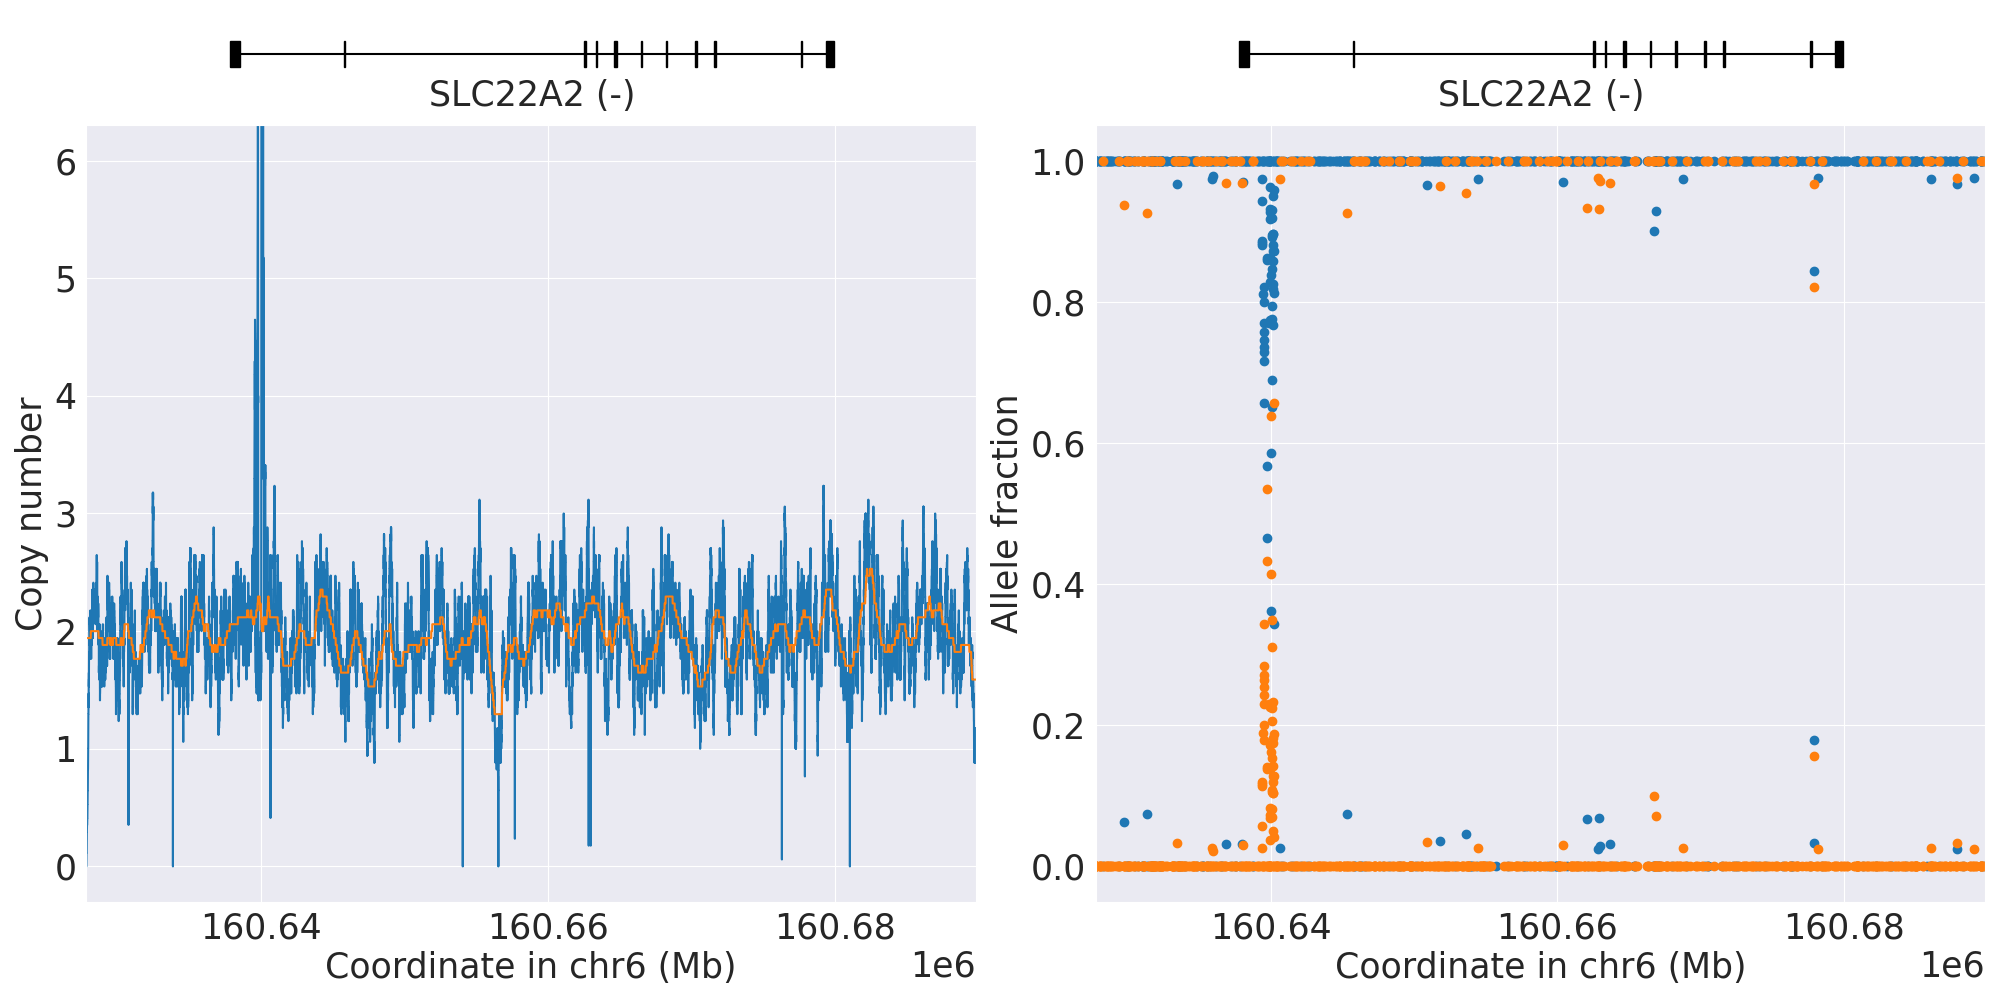 SLC22A2 (-)
Copy number
6
5
4
3
2
1
0
160.64
160.66
160.68
Coordinate in chr6 (Mb)
1e6
SLC22A2 (-)
Allele fraction
1.0
0.8
0.6
0.4
0.2
0.0
160.64
160.66
160.68
Coordinate in chr6 (Mb)
1e6